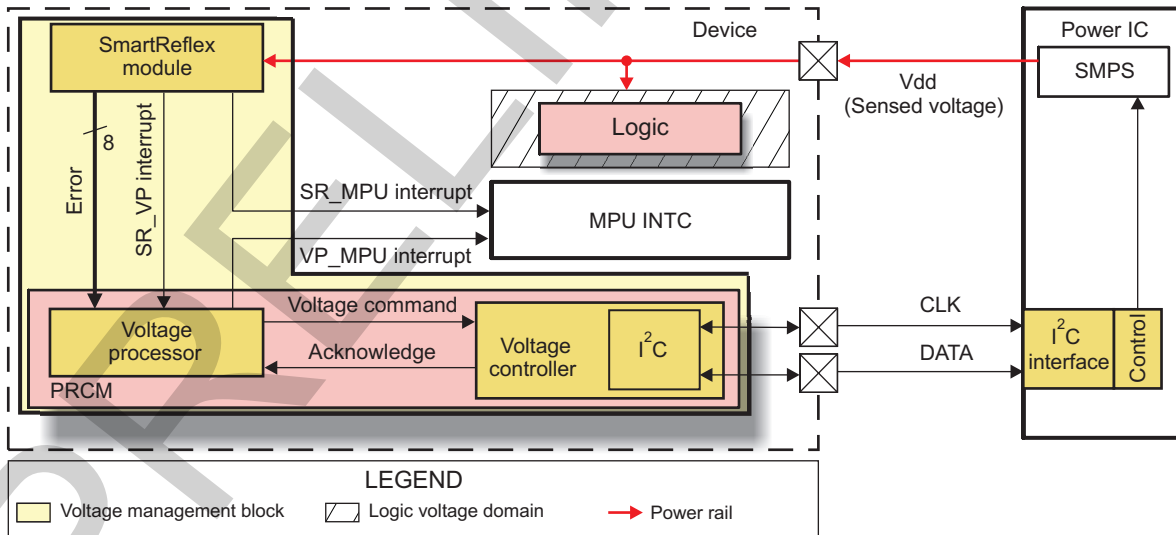 SmartReflex
module
Device
Power IC
SMPS
Vdd
(Sensed voltage)
8
Error
SR_VP interrupt
Logic
SR_MPU interrupt
MPU INTC
VP_MPU interrupt
Voltage command
Voltage
processor
Acknowledge
Voltage
controller
I2C
PRCM
CLK
DATA
I2C
interface
Control
LEGEND
Voltage management block
Logic voltage domain
Power rail